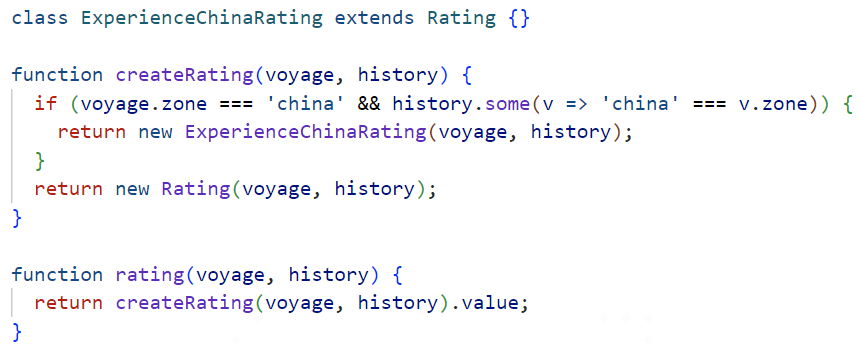 class ExperienceChinaRating extends Rating {}
function createRating(voyage, history) {
if (voyage.zone === 'china' && history.some(v => 'china' === v.zone)) {
return new ExperienceChinaRating(voyage, history);
}
return new Rating(voyage, history);
}
function rating(voyage, history) {
return createRating(voyage, history).value;
}